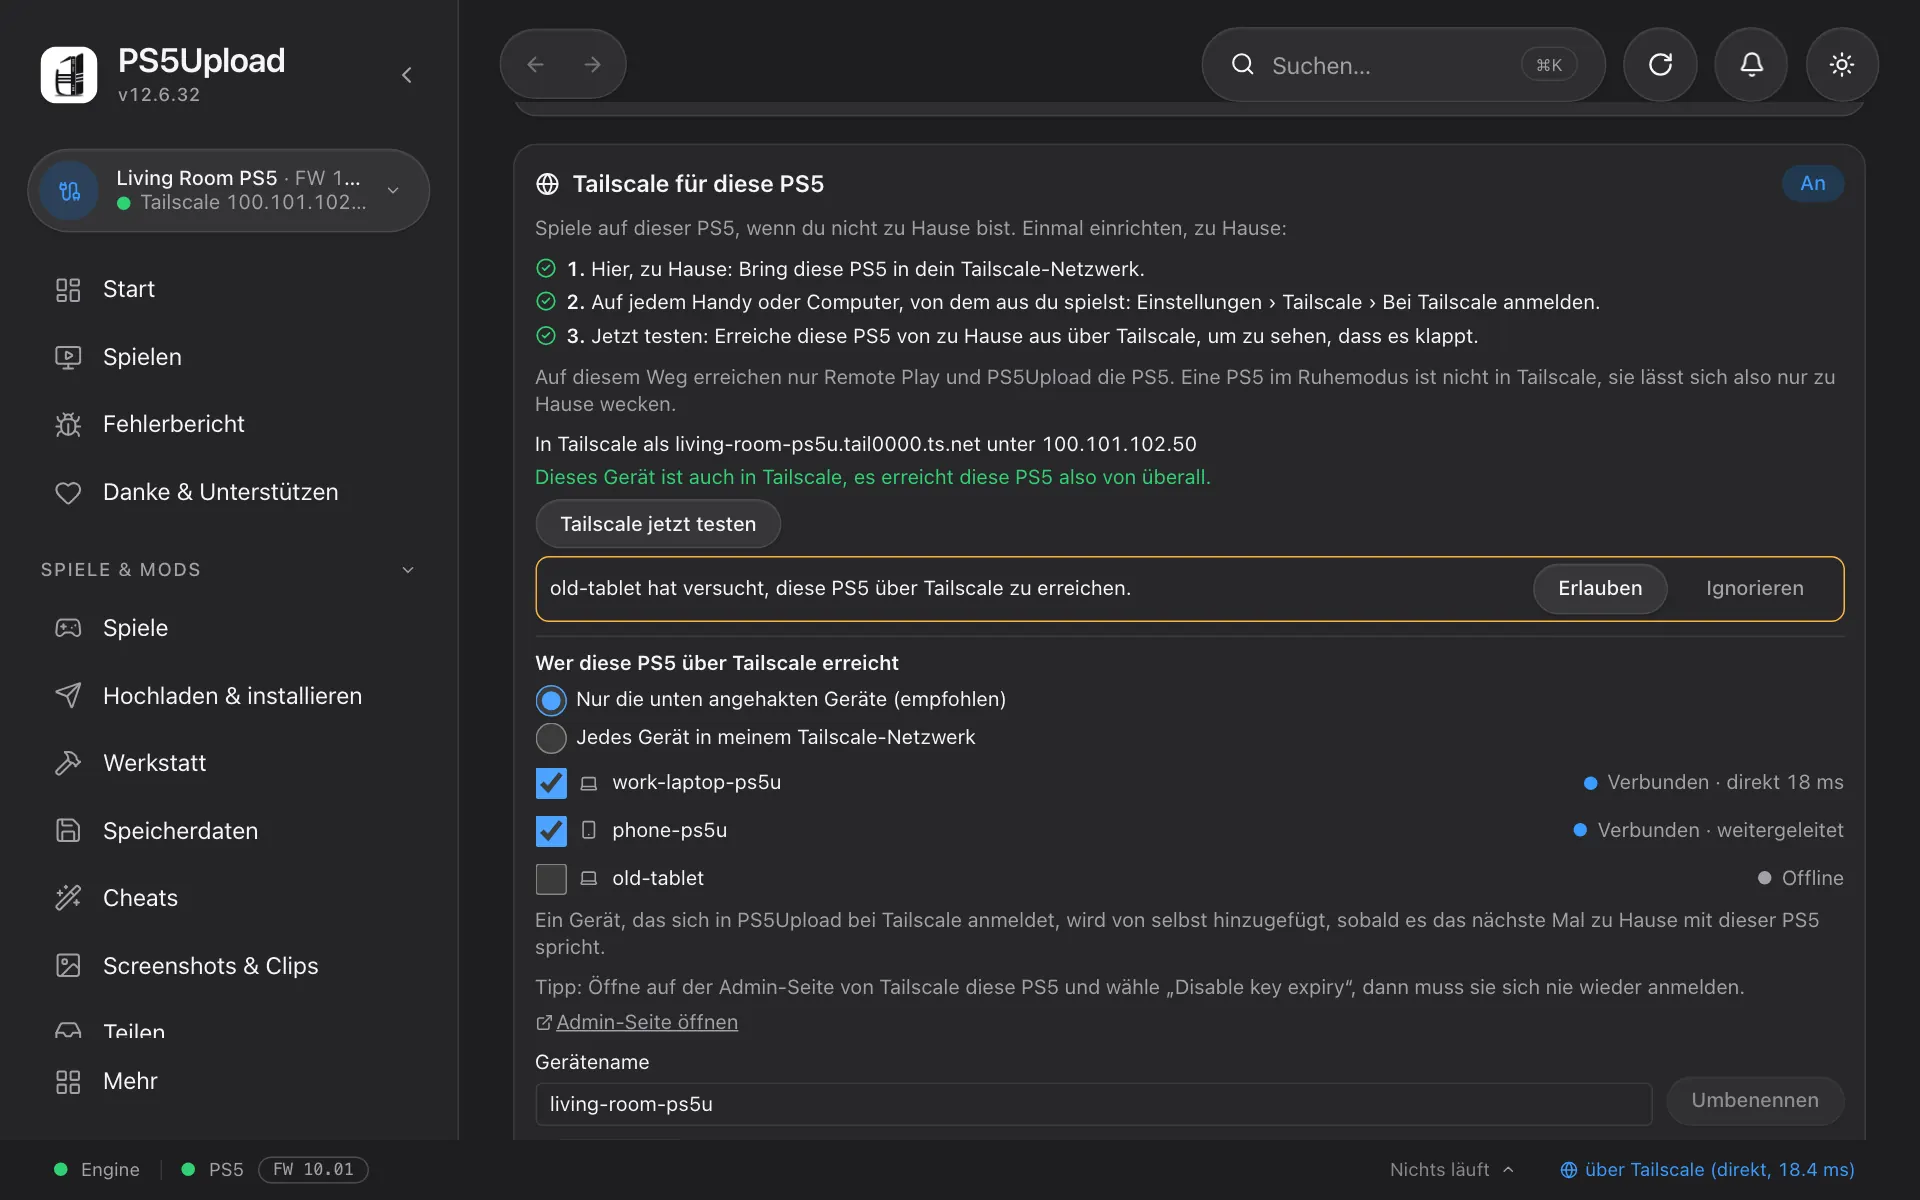 PS5Upload
v12.6.32
Living Room PS5 · FW 1...
Tailscale 100.101.102...
Start
Spielen
Fehlerbericht
Danke & Unterstützen
SPIELE & MODS
Spiele
Hochladen & installieren
Werkstatt
Speicherdaten
Cheats
Screenshots & Clips
Teilen
Mehr
Suchen...
⌘K
Tailscale für diese PS5
An
Spiele auf dieser PS5, wenn du nicht zu Hause bist. Einmal einrichten, zu Hause:
1. Hier, zu Hause: Bring diese PS5 in dein Tailscale-Netzwerk.
2. Auf jedem Handy oder Computer, von dem aus du spielst: Einstellungen › Tailscale › Bei Tailscale anmelden.
3. Jetzt testen: Erreiche diese PS5 von zu Hause aus über Tailscale, um zu sehen, dass es klappt.
Auf diesem Weg erreichen nur Remote Play und PS5Upload die PS5. Eine PS5 im Ruhemodus ist nicht in Tailscale, sie lässt sich also nur zu
Hause wecken.
In Tailscale als living-room-ps5u.tail0000.ts.net unter 100.101.102.50
Dieses Gerät ist auch in Tailscale, es erreicht diese PS5 also von überall.
Tailscale jetzt testen
old-tablet hat versucht, diese PS5 über Tailscale zu erreichen.
Erlauben
Ignorieren
Wer diese PS5 über Tailscale erreicht
Nur die unten angehakten Geräte (empfohlen)
Jedes Gerät in meinem Tailscale-Netzwerk
work-laptop-ps5u
Verbunden · direkt 18 ms
phone-ps5u
Verbunden · weitergeleitet
old-tablet
Offline
Ein Gerät, das sich in PS5Upload bei Tailscale anmeldet, wird von selbst hinzugefügt, sobald es das nächste Mal zu Hause mit dieser PS5
spricht.
Tipp: Öffne auf der Admin-Seite von Tailscale diese PS5 und wähle „Disable key expiry“, dann muss sie sich nie wieder anmelden.
Admin-Seite öffnen
Gerätename
living-room-ps5u
Umbenennen
Engine
PS5
FW 10.01
Nichts läuft
über Tailscale (direkt, 18.4 ms)